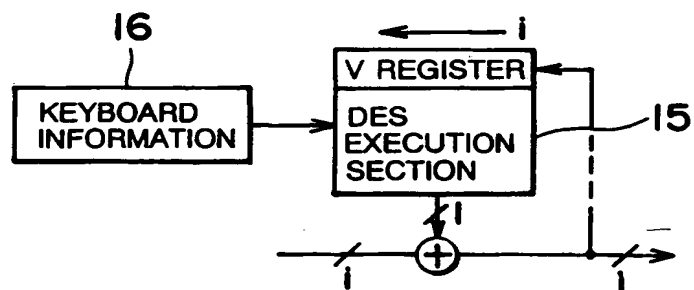 16
i
V REGISTER
KEYBOARD
INFORMATION
DES
EXECUTION
SECTION
15
i
i
i